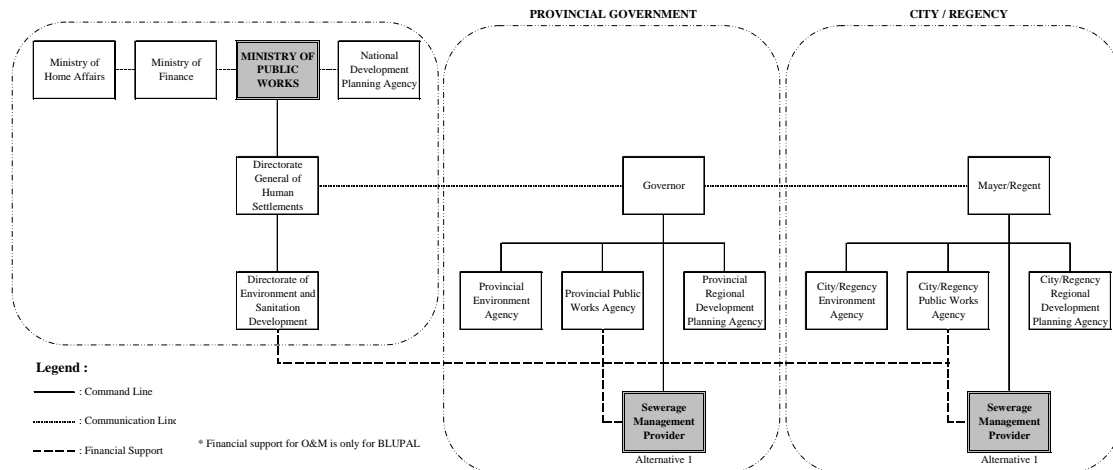 PROVINCIAL GOVERNMENT
CITY / REGENCY
Ministry of
Home Affairs
Ministry of
Finance
MINISTRY OF
PUBLIC
WORKS
National
Development
Planning Agency
Directorate
General of
Human
Settlements
Governor
Mayer/Regent
Directorate of
Environment and
Sanitation
Development
Provincial
Environment
Agency
Provincial Public
Works Agency
Provincial
Regional
Development
Planning Agency
City/Regency
Environment
Agency
City/Regency
Public Works
Agency
City/Regency
Regional
Development
Planning Agency
Legend :
: Command Line
: Communication Line
: Financial Support
* Financial support for O&M is only for BLUPAL
Sewerage
Management
Provider
Alternative 1
Sewerage
Management
Provider
Alternative 1